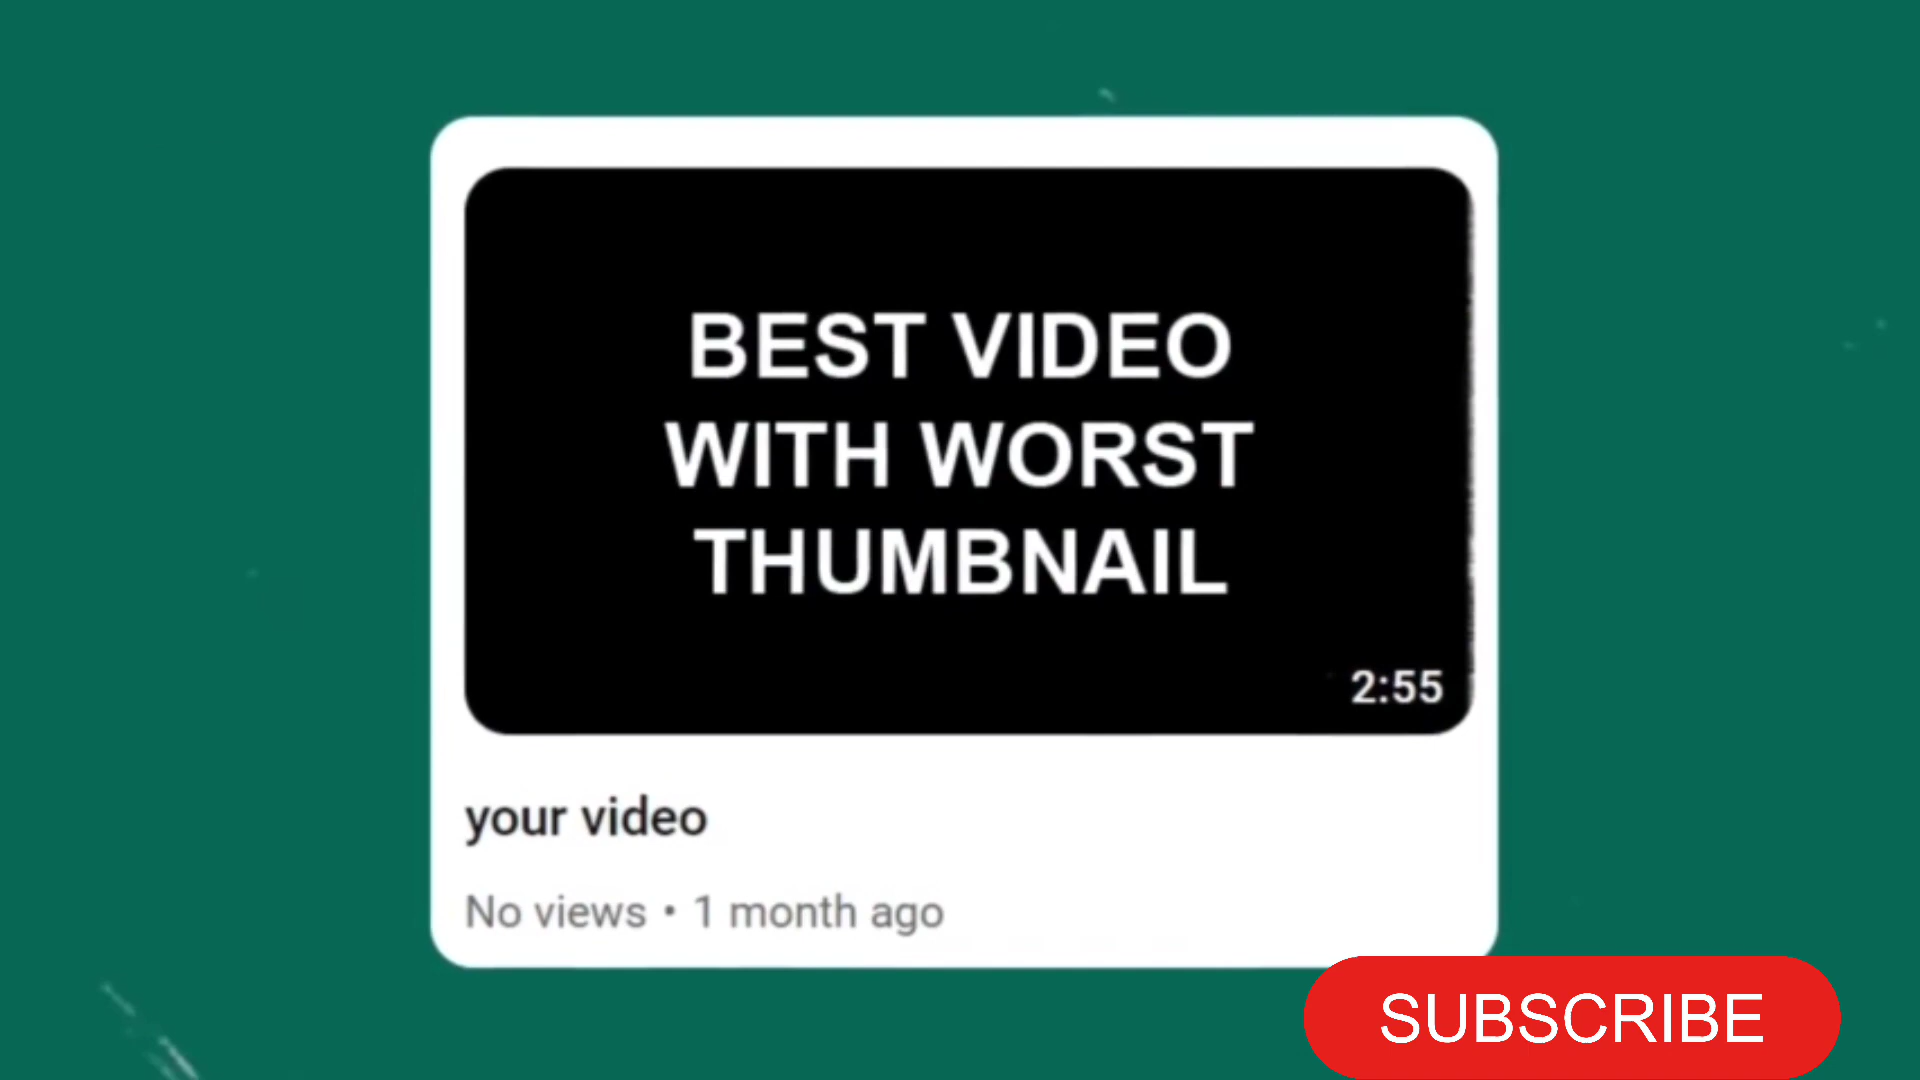 BEST VIDEO
WITH WORST
THUMBNAIL
2:55
your video
No views • 1 month ago
SUBSCRIBE